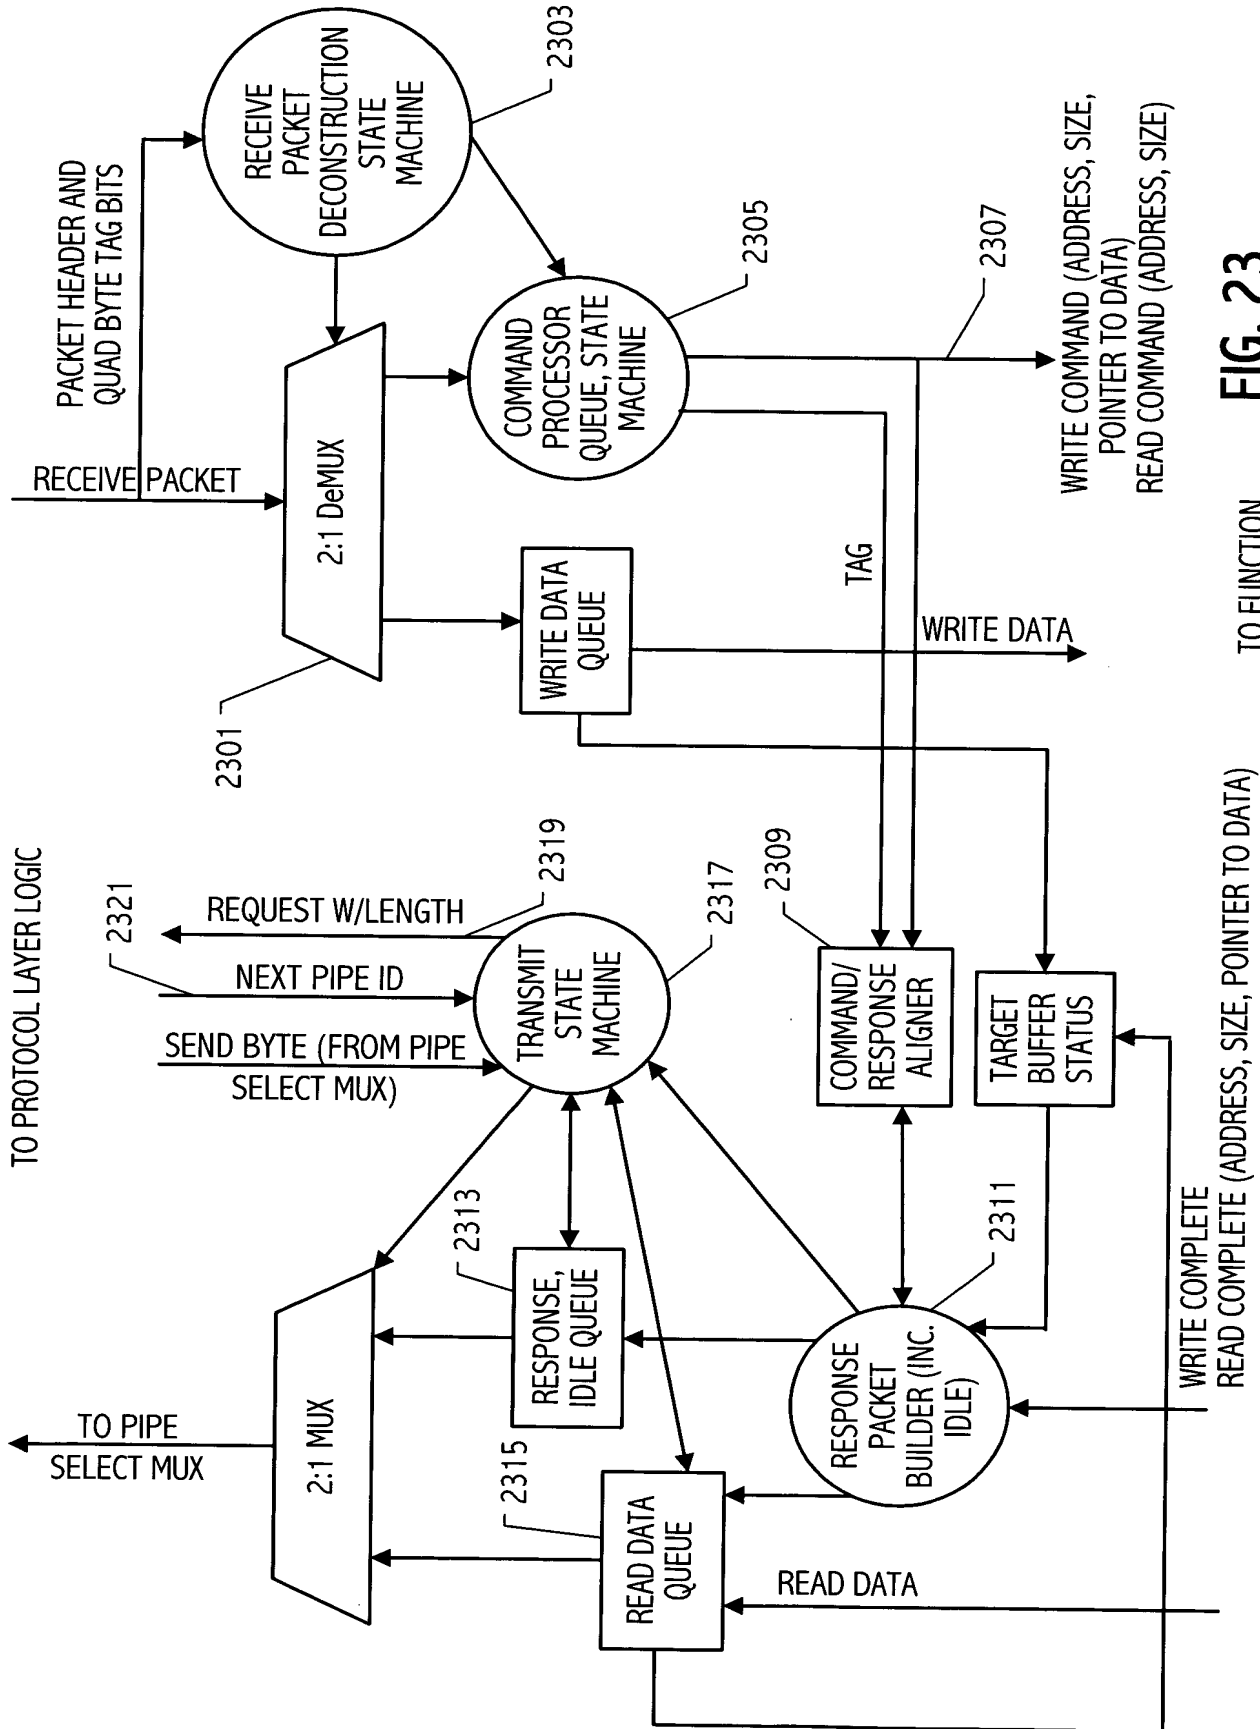 TO PROTOCOL LAYER LOGIC
TO PIPE
SELECT MUX
2:1 MUX
SEND BYTE (FROM PIPE
SELECT MUX)
NEXT PIPE ID
2321
REQUEST W/LENGTH
2319
TRANSMIT
STATE
MACHINE
2317
RESPONSE,
IDLE QUEUE
2313
READ DATA
QUEUE
2315
READ DATA
RESPONSE
PACKET
BUILDER (INC.
IDLE)
2311
COMMAND/
RESPONSE
ALIGNER
2309
TARGET
BUFFER
STATUS
WRITE COMPLETE
READ COMPLETE (ADDRESS, SIZE, POINTER TO DATA)
RECEIVE PACKET
PACKET HEADER AND
QUAD BYTE TAG BITS
2:1 DeMUX
2301
RECEIVE
PACKET
DECONSTRUCTION
STATE
MACHINE
2303
COMMAND
PROCESSOR
QUEUE, STATE
MACHINE
2305
WRITE DATA
QUEUE
WRITE DATA
TAG
2307
WRITE COMMAND (ADDRESS, SIZE,
POINTER TO DATA)
READ COMMAND (ADDRESS, SIZE)
TO FUNCTION
FIG. 23